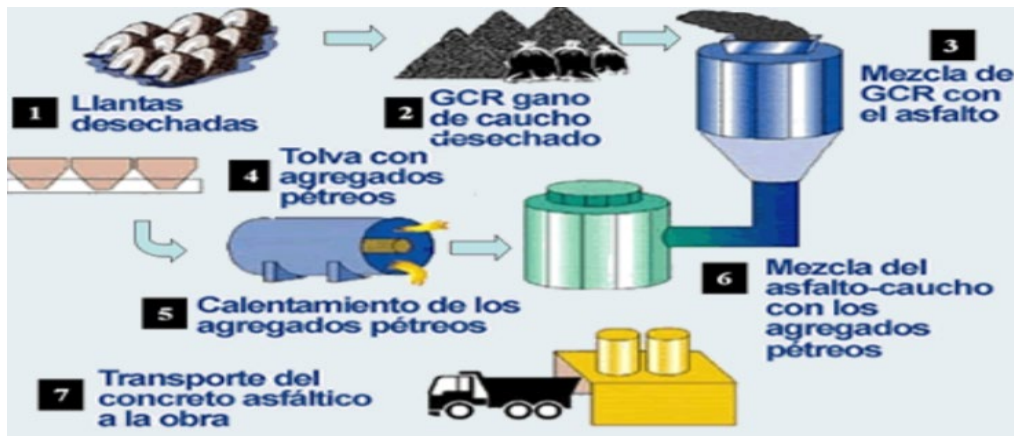 1 Llantas
desechadas
2 GCR gano
de caucho
desechado
3
Mezcla de
GCR con
el asfalto
4 Tolva con
agregados
pétreos
5 Calentamiento de los
agregados pétreos
6 Mezcla del
asfalto-caucho
con los
agregados
pétreos
7 Transporte del
concreto asfáltico
a la obra